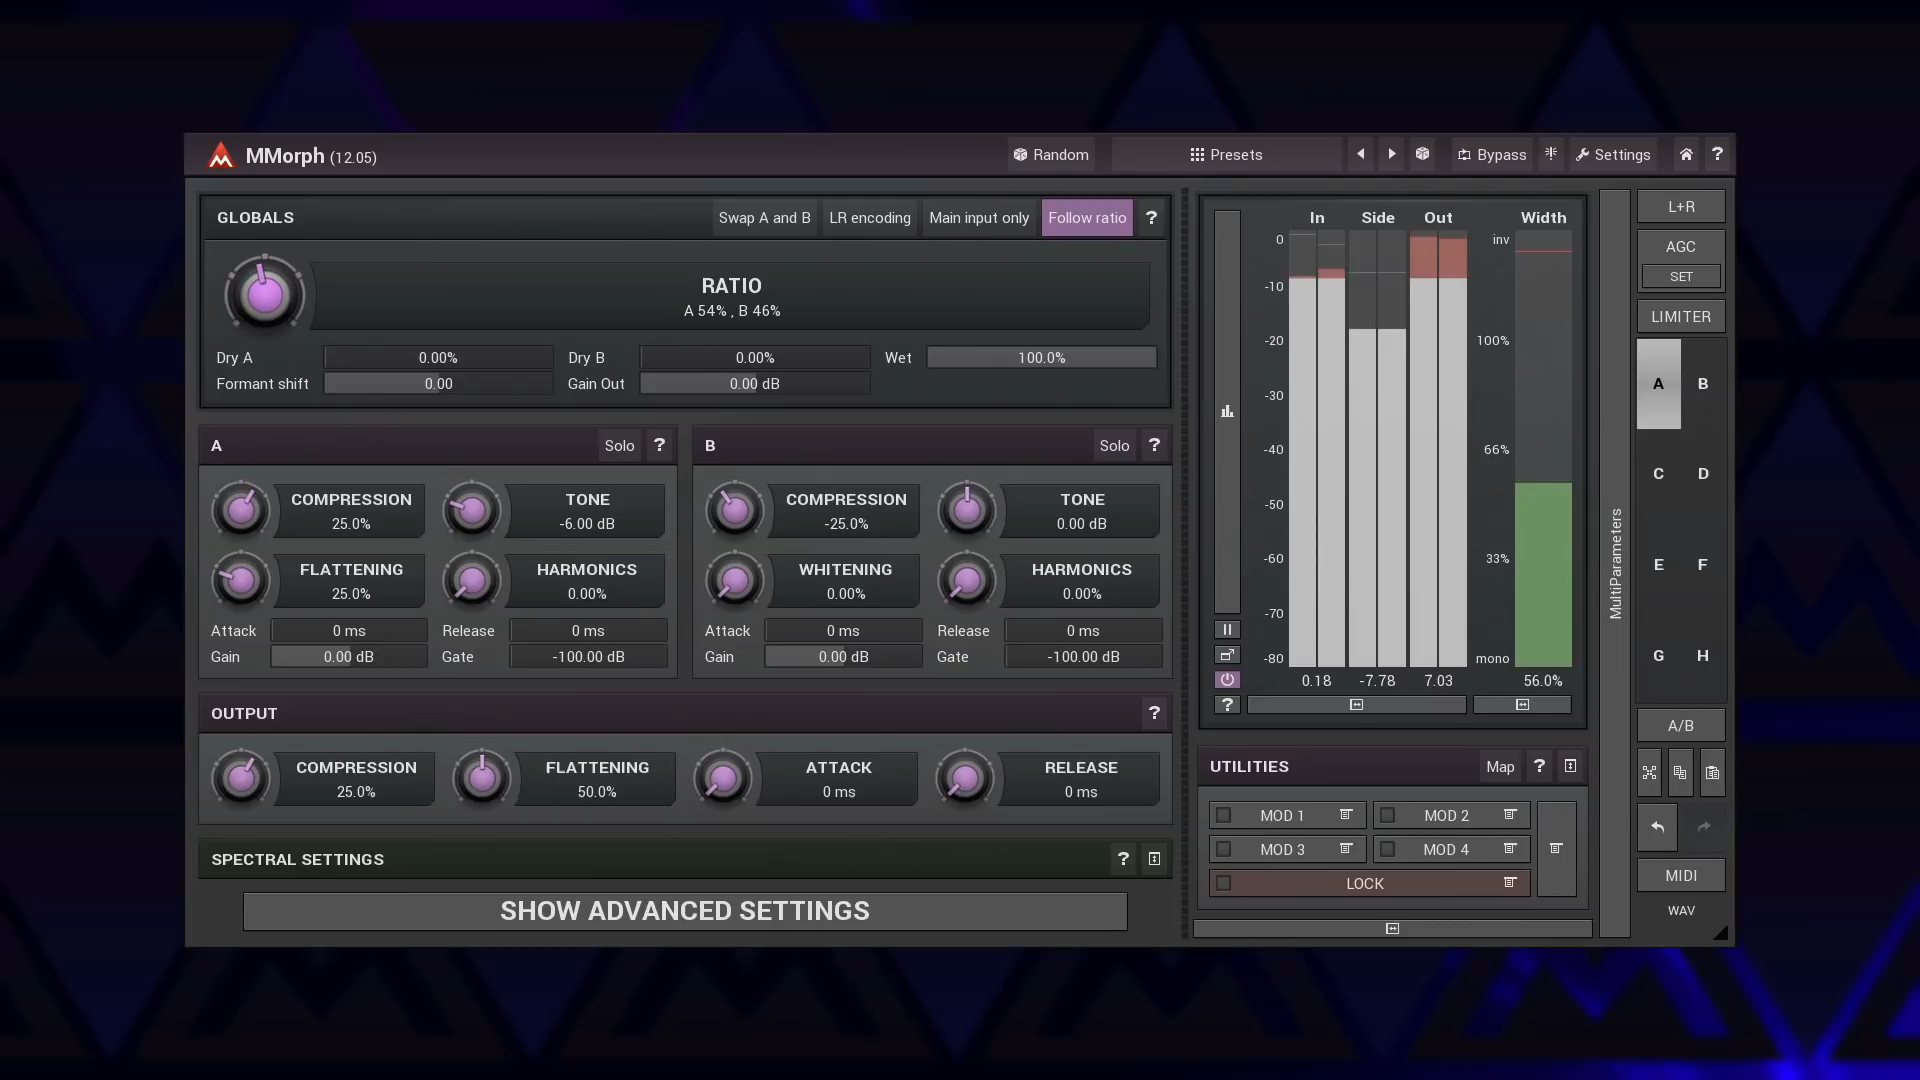 MMorph (12.05)
Random
Presets
Bypass
Settings
?
GLOBALS
Swap A and B
LR encoding
Main input only
Follow ratio
?
RATIO
A 54% , B 46%
Dry A 0.00%
Dry B 0.00%
Wet 100.0%
Formant shift 0.00
Gain Out 0.00 dB
A
Solo
?
COMPRESSION
25.0%
TONE
-6.00 dB
FLATTENING
25.0%
HARMONICS
0.00%
Attack 0 ms
Release 0 ms
Gain 0.00 dB
Gate -100.00 dB
B
Solo
?
COMPRESSION
-25.0%
TONE
0.00 dB
WHITENING
0.00%
HARMONICS
0.00%
Attack 0 ms
Release 0 ms
Gain 0.00 dB
Gate -100.00 dB
OUTPUT
?
COMPRESSION
25.0%
FLATTENING
50.0%
ATTACK
0 ms
RELEASE
0 ms
SPECTRAL SETTINGS
?
SHOW ADVANCED SETTINGS
In Side Out Width
0
-10
-20
-30
-40
-50
-60
-70
-80
inv
100%
66%
33%
mono
0.18 -7.78 7.03 56.0%
?
UTILITIES
Map
?
MOD 1
MOD 2
MOD 3
MOD 4
LOCK
MultiParameters
L+R
AGC
SET
LIMITER
A B
C D
E F
G H
A/B
MIDI
WAV